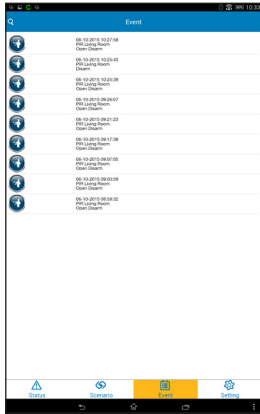 10:33
Event
06-10-2015 10:27:58
PIR Living Room
Open Disarm
06-10-2015 10:25:43
PIR Living Room
Disarm
06-10-2015 10:25:39
PIR Living Room
Open Disarm
06-10-2015 09:26:07
PIR Living Room
Open Disarm
06-10-2015 09:21:23
PIR Living Room
Open Disarm
06-10-2015 09:17:38
PIR Living Room
Open Disarm
06-10-2015 09:07:05
PIR Living Room
Open Disarm
06-10-2015 09:03:09
PIR Living Room
Open Disarm
06-10-2015 08:59:32
PIR Living Room
Open Disarm
Status Scenario Event Setting